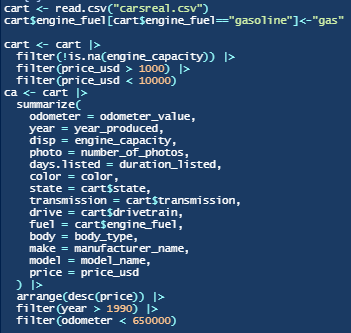 cart <- read.csv("carsreal.csv")
cart$engine_fuel[cart$engine_fuel=="gasoline"]<-"gas"
cart <- cart |>
filter(!is.na(engine_capacity)) |>
filter(price_usd > 1000) |>
filter(price_usd < 10000)
ca <- cart |>
summarize(
odometer = odometer_value,
year = year_produced,
disp = engine_capacity,
photo = number_of_photos,
days.listed = duration_listed,
color = color,
state = cart$state,
transmission = cart$transmission,
drive = cart$drivetrain,
fuel = cart$engine_fuel,
body = body_type,
make = manufacturer_name,
model = model_name,
price = price_usd
) |>
arrange(desc(price)) |>
filter(year > 1990) |>
filter(odometer < 650000)